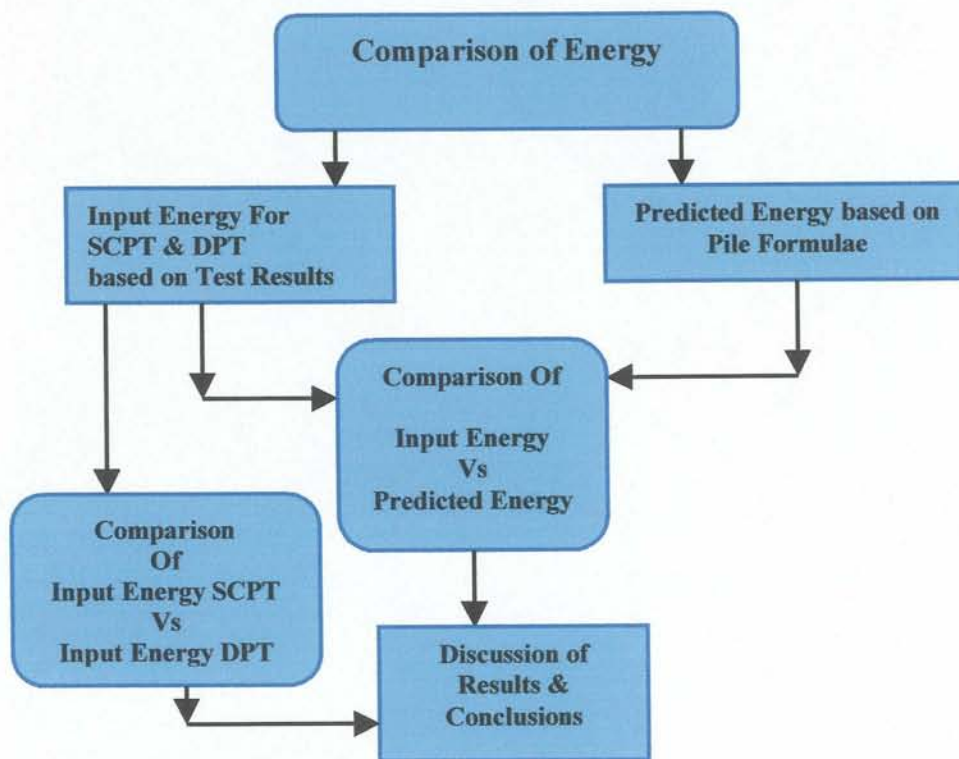 Comparison of Energy
Input Energy For
SCPT & DPT
based on Test Results
Predicted Energy based on
Pile Formulae
Comparison Of
Input Energy
Vs
Predicted Energy
Comparison
Of
Input Energy SCPT
Vs
Input Energy DPT
Discussion of
Results &
Conclusions